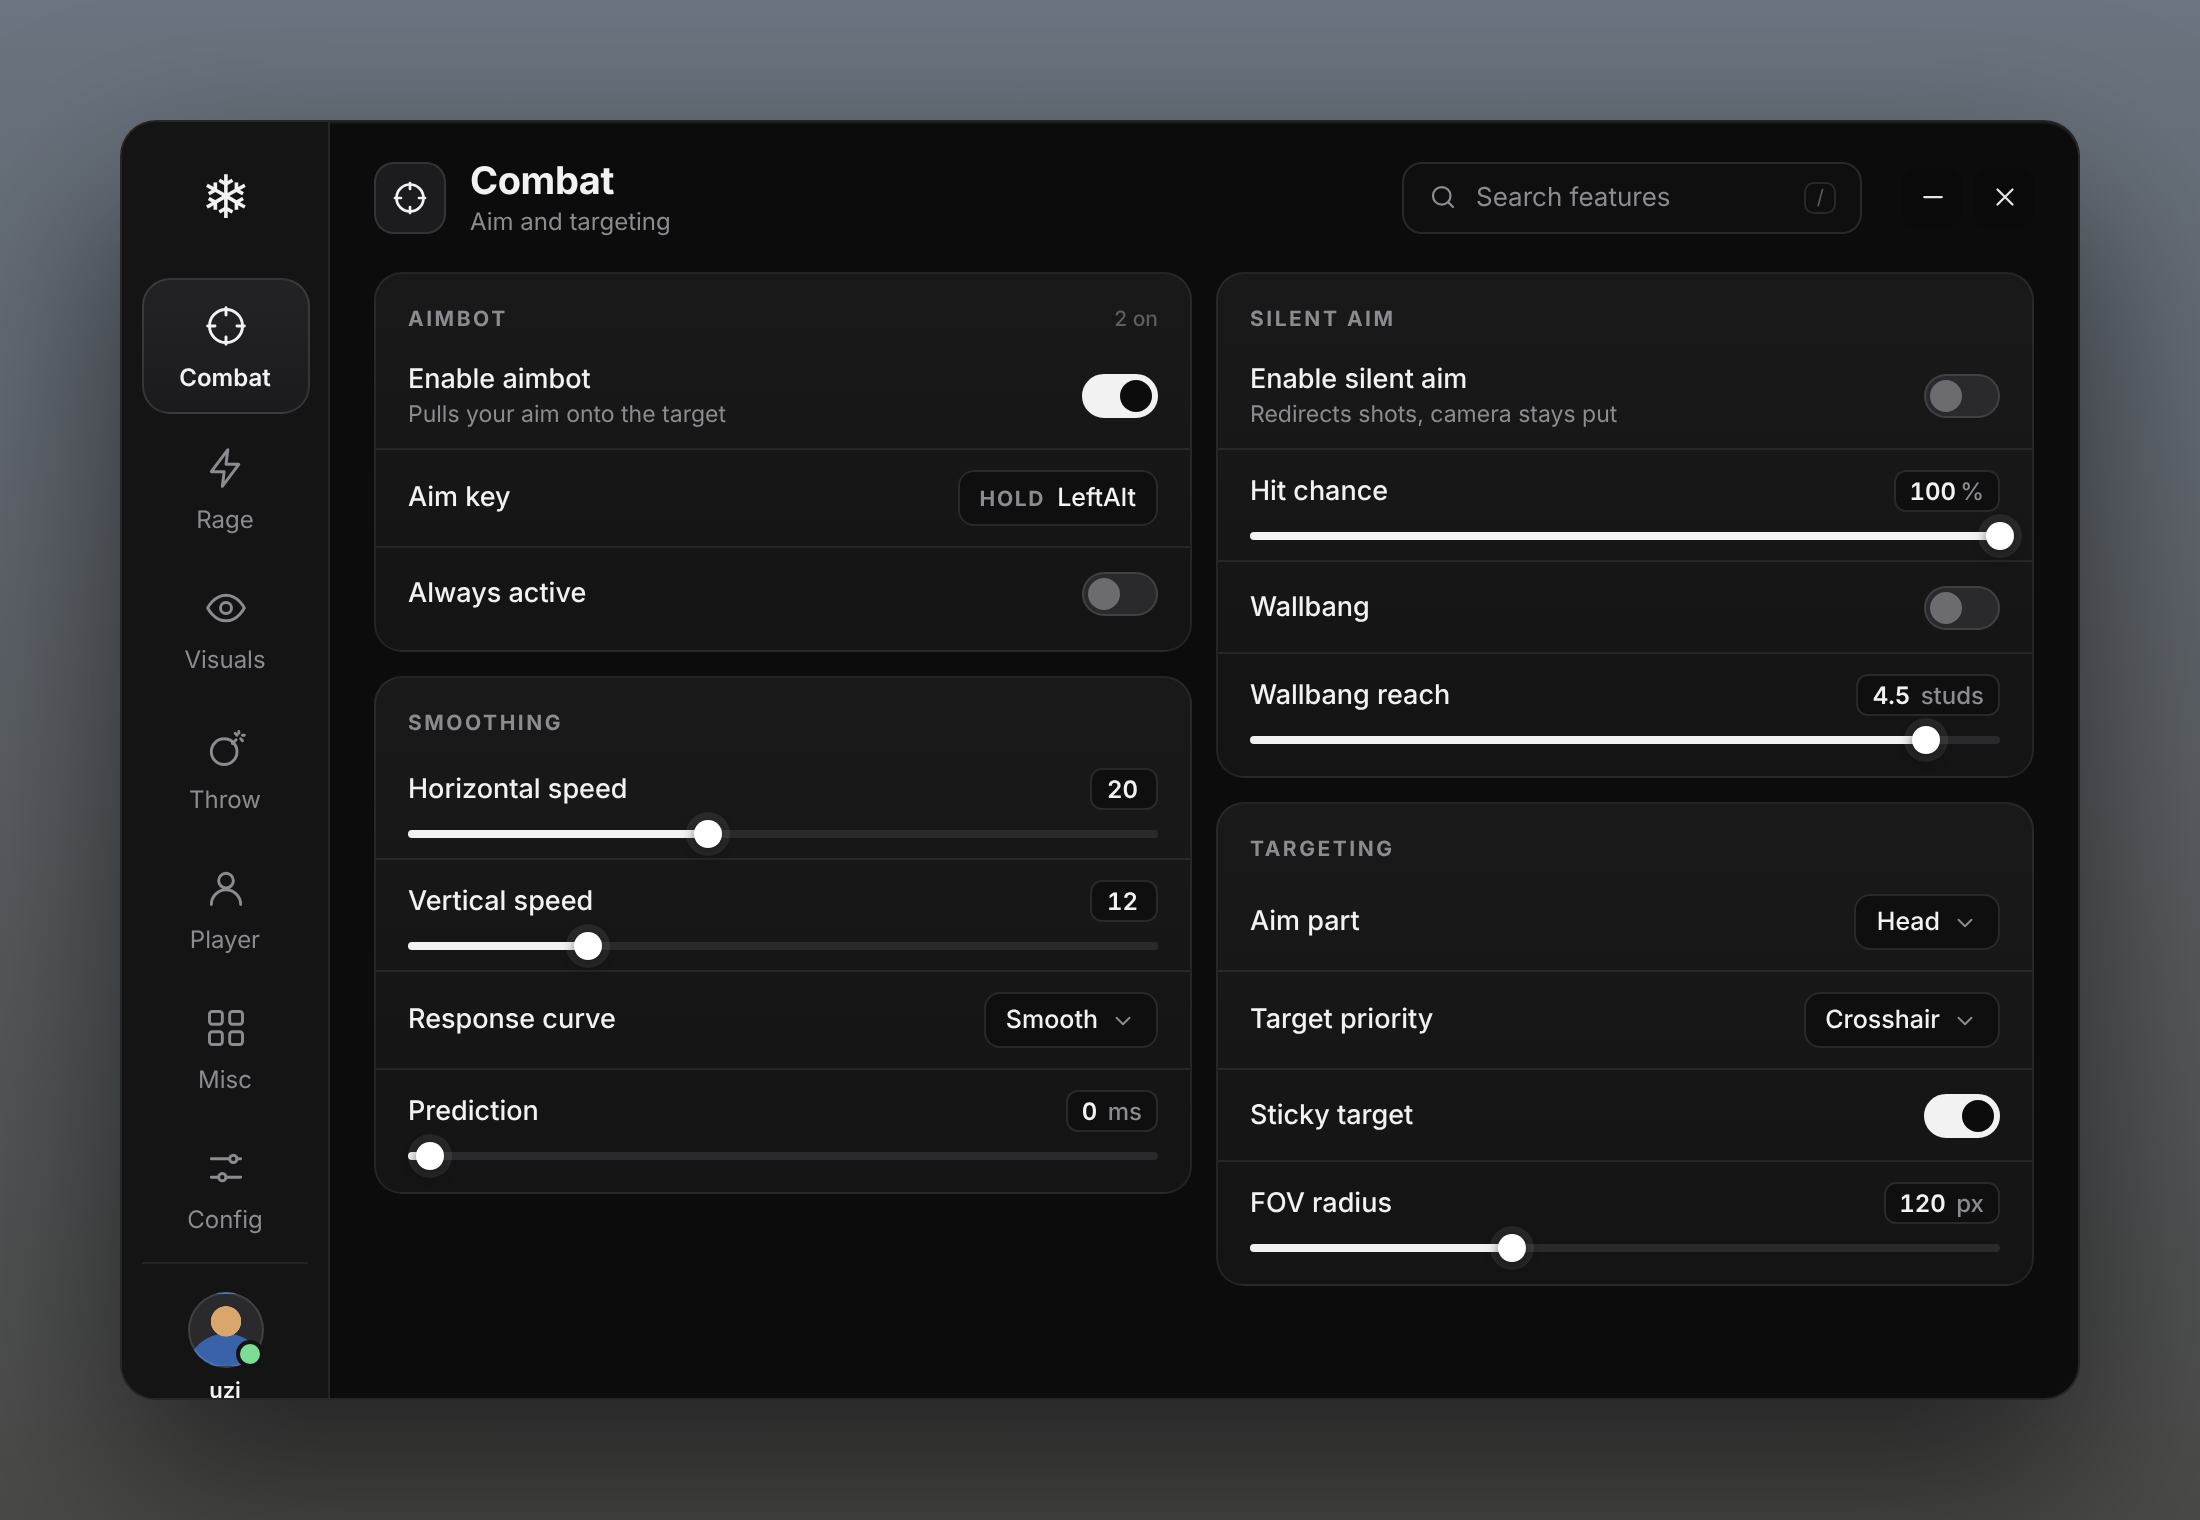 Combat
Aim and targeting
Search features
/
Combat
Rage
Visuals
Throw
Player
Misc
Config
uzi
AIMBOT
2 on
Enable aimbot
Pulls your aim onto the target
Aim key
HOLD LeftAlt
Always active
SMOOTHING
Horizontal speed
20
Vertical speed
12
Response curve
Smooth
Prediction
0 ms
SILENT AIM
Enable silent aim
Redirects shots, camera stays put
Hit chance
100 %
Wallbang
Wallbang reach
4.5 studs
TARGETING
Aim part
Head
Target priority
Crosshair
Sticky target
FOV radius
120 px